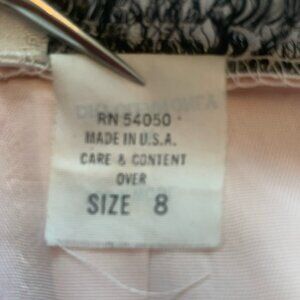 RN 54050
MADE IN U.S.A.
CARE & CONTENT
OVER
SIZE 8